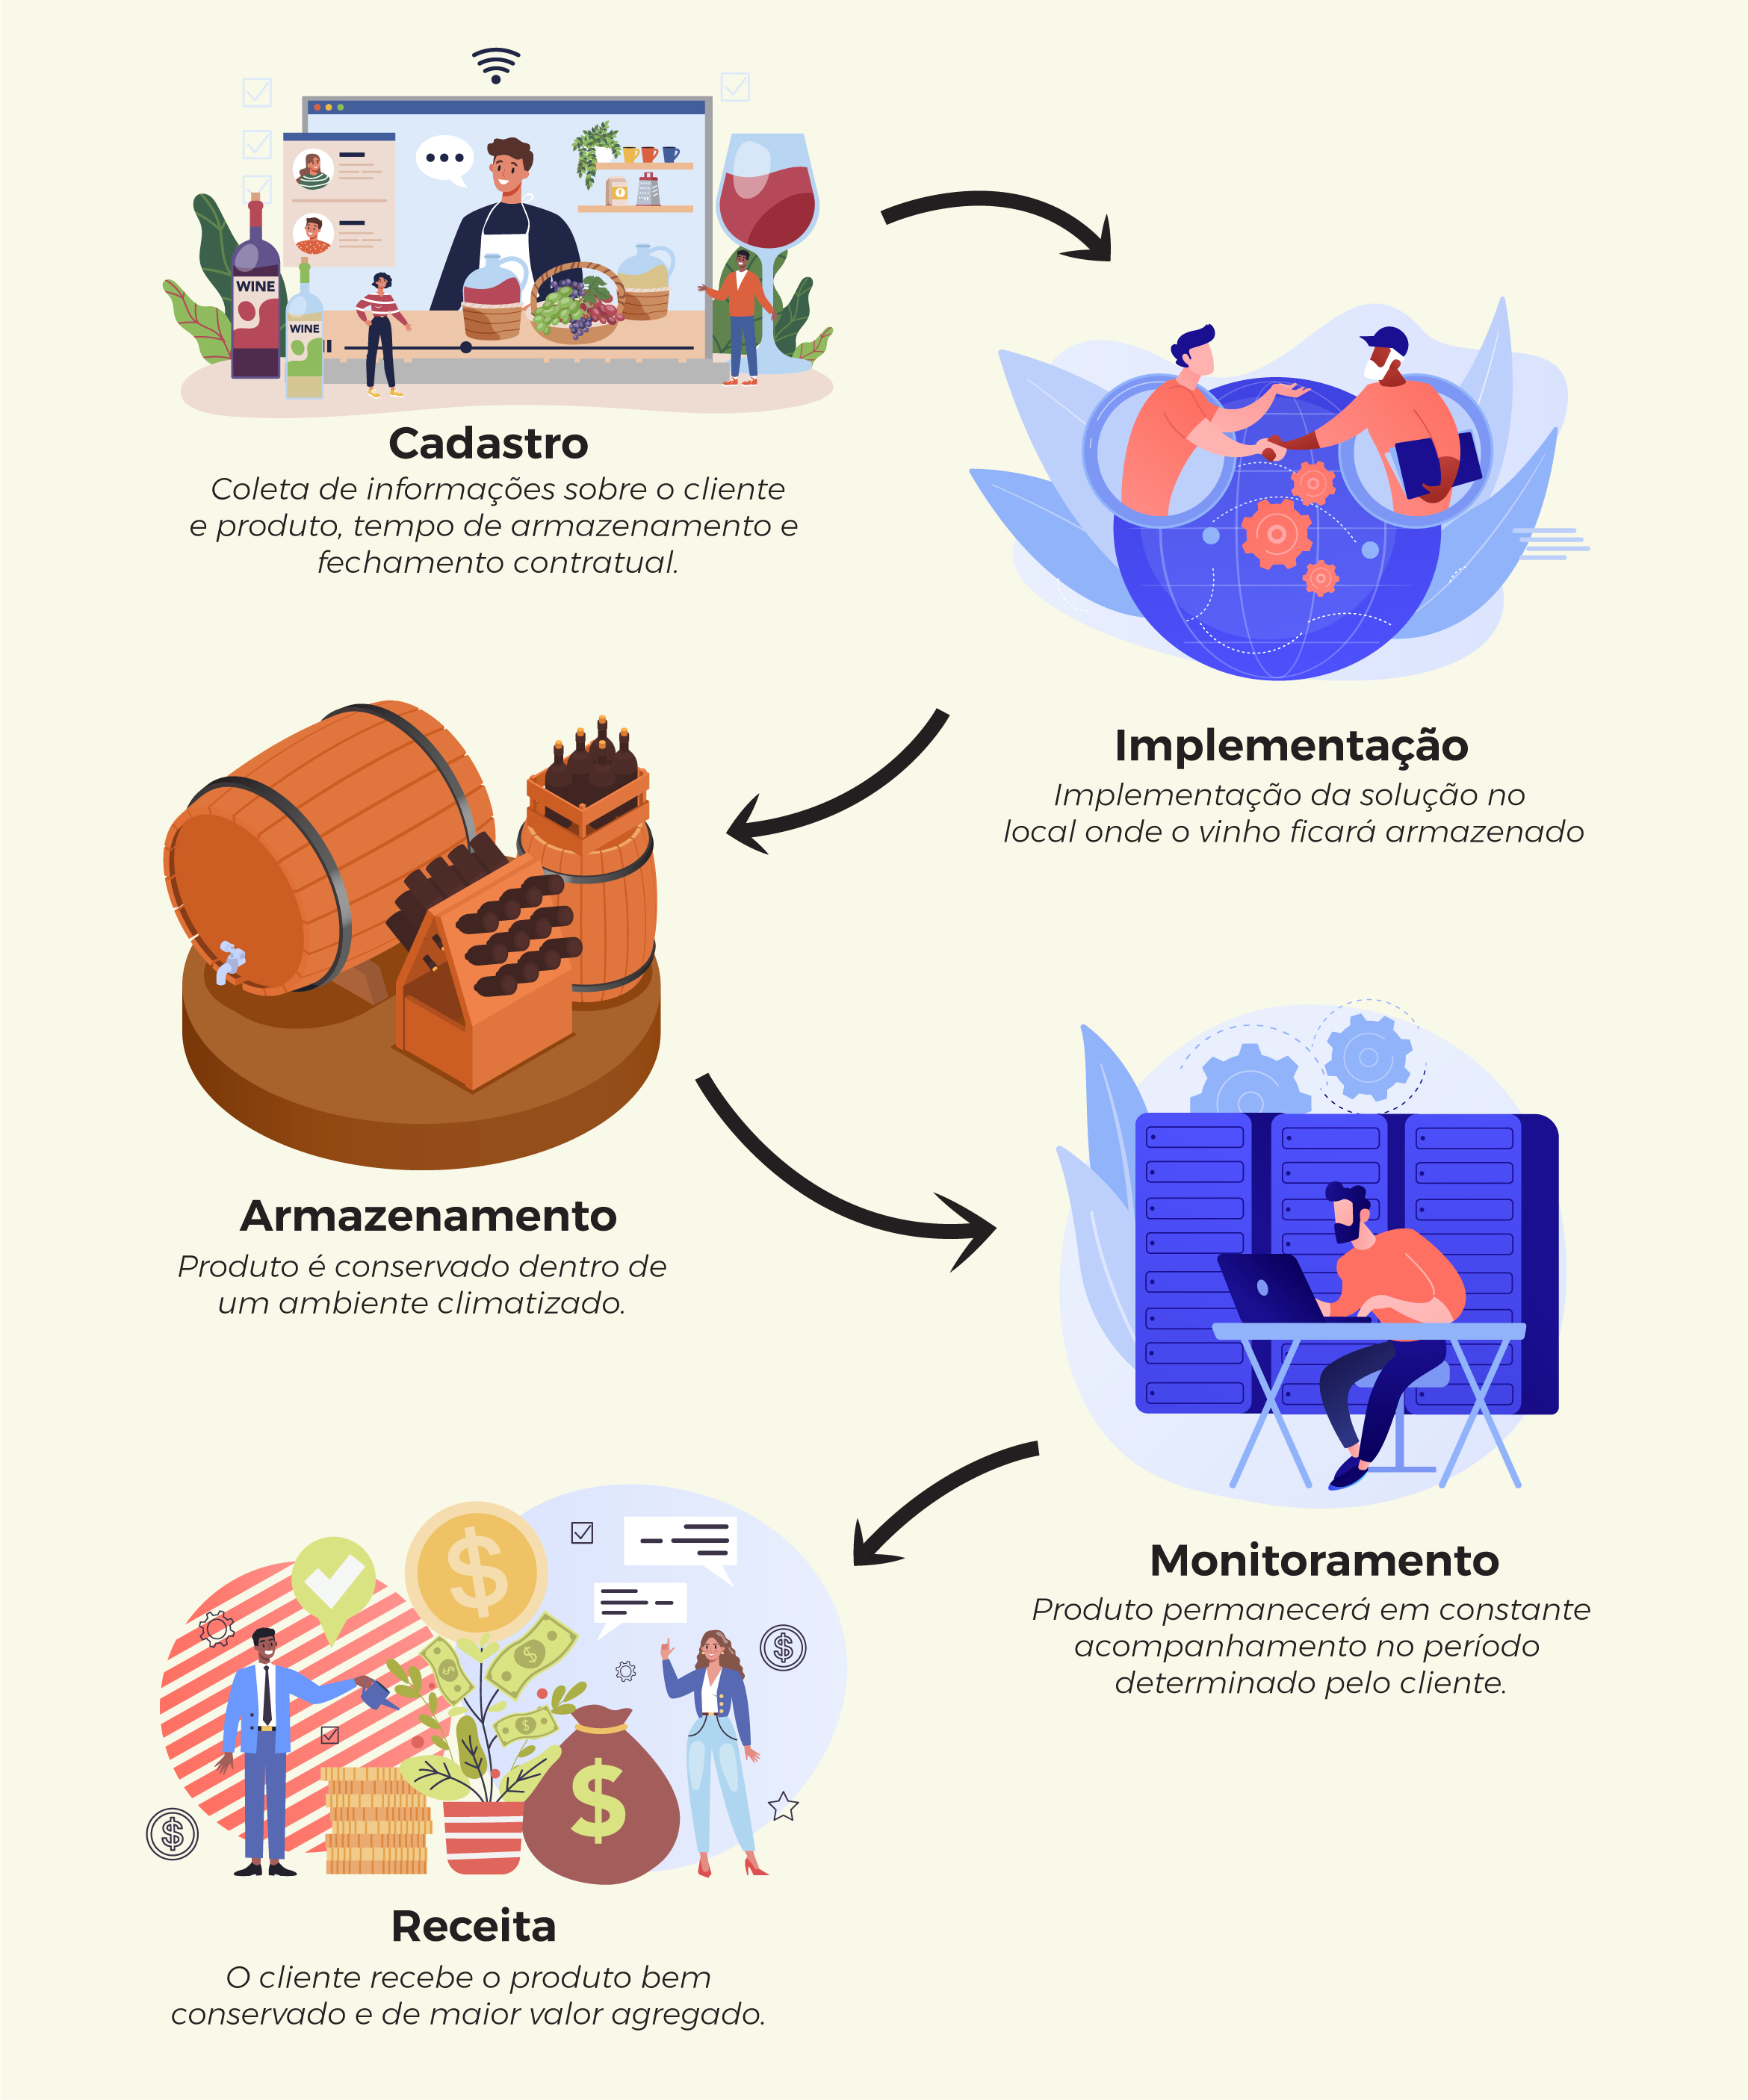 WINE
WINE
Cadastro
Coleta de informações sobre o cliente
e produto, tempo de armazenamento e
fechamento contratual.
Implementação
Implementação da solução no
local onde o vinho ficará armazenado
Armazenamento
Produto é conservado dentro de
um ambiente climatizado.
Monitoramento
Produto permanecerá em constante
acompanhamento no período
determinado pelo cliente.
$
$
$
$
$
$
$
Receita
O cliente recebe o produto bem
conservado e de maior valor agregado.